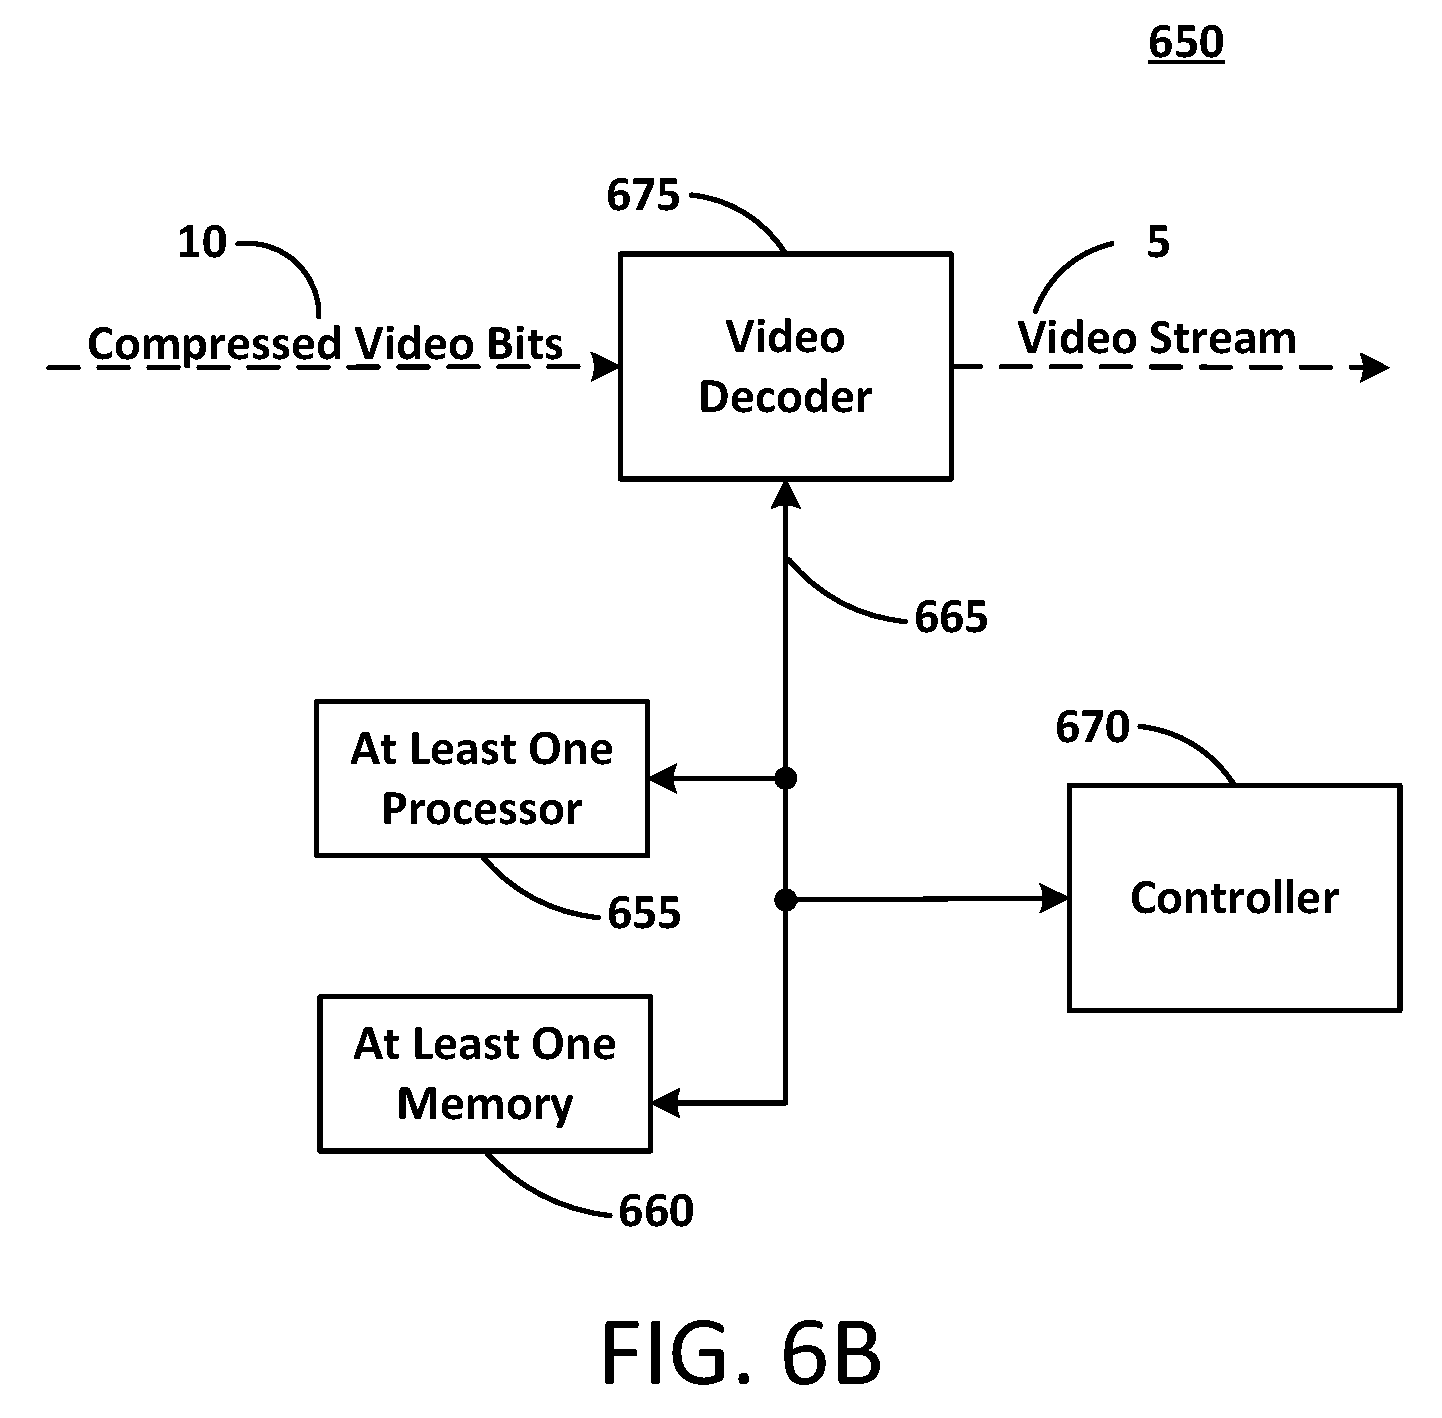 650
675
10
5
Compressed Video Bits
Video
Decoder
Video Stream
665
At Least One
Processor
670
655
Controller
At Least One
Memory
660
FIG. 6B